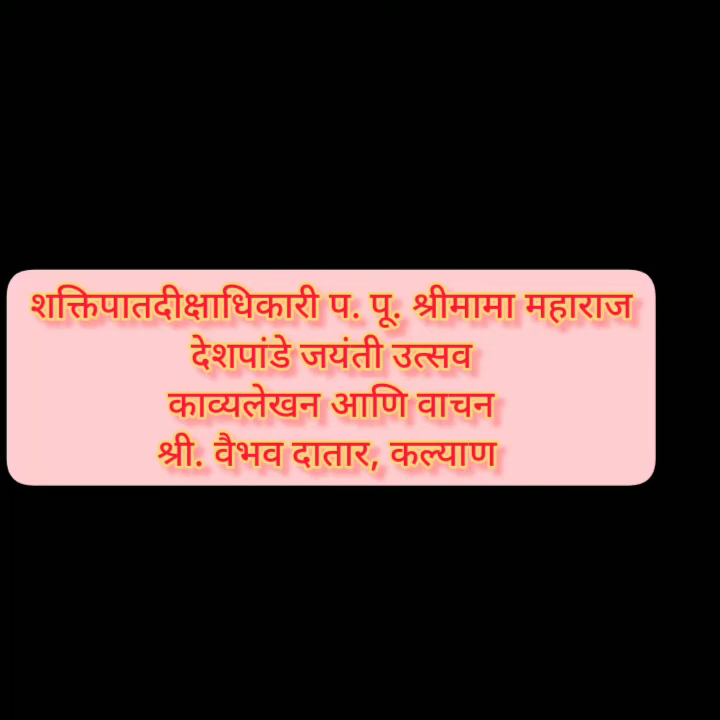 शक्तिपातदीक्षाधिकारी प. पू. श्रीमामा महाराज
देशपांडे जयंती उत्सव
काव्यलेखन आणि वाचन
श्री. वैभव दातार, कल्याण